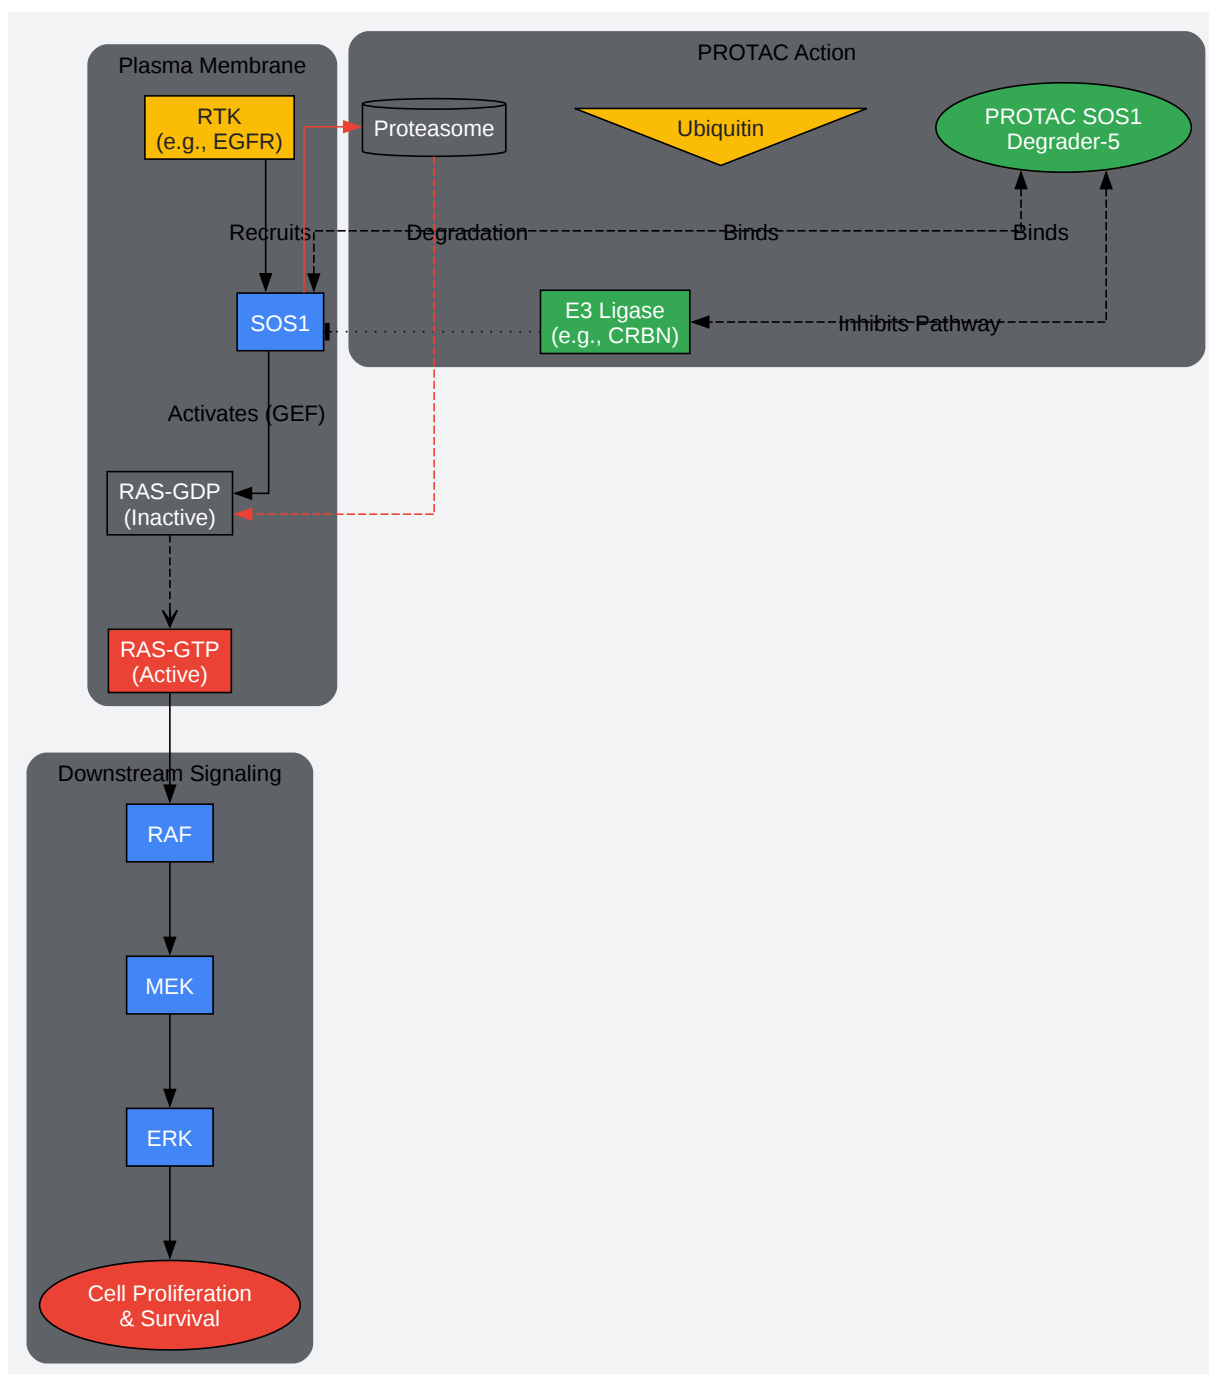 Plasma Membrane
PROTAC Action
RTK
(e.g., EGFR)
Proteasome
Ubiquitin
PROTAC SOS1
Degrader-5
Recruits
Degradation
Binds
Binds
SOS1
E3 Ligase
(e.g., CRBN)
Inhibits Pathway
Activates (GEF)
RAS-GDP
(Inactive)
RAS-GTP
(Active)
Downstream Signaling
RAF
MEK
ERK
Cell Proliferation
& Survival